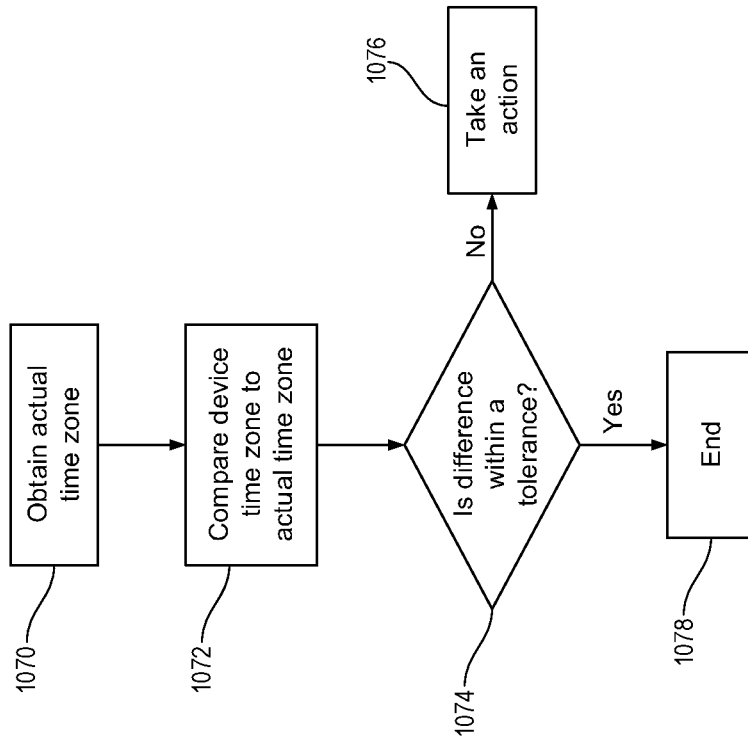 1070
Obtain actual
time zone
1072
Compare device
time zone to
actual time zone
1074
Is difference
within a
tolerance?
No
1076
Take an
action
Yes
1078
End